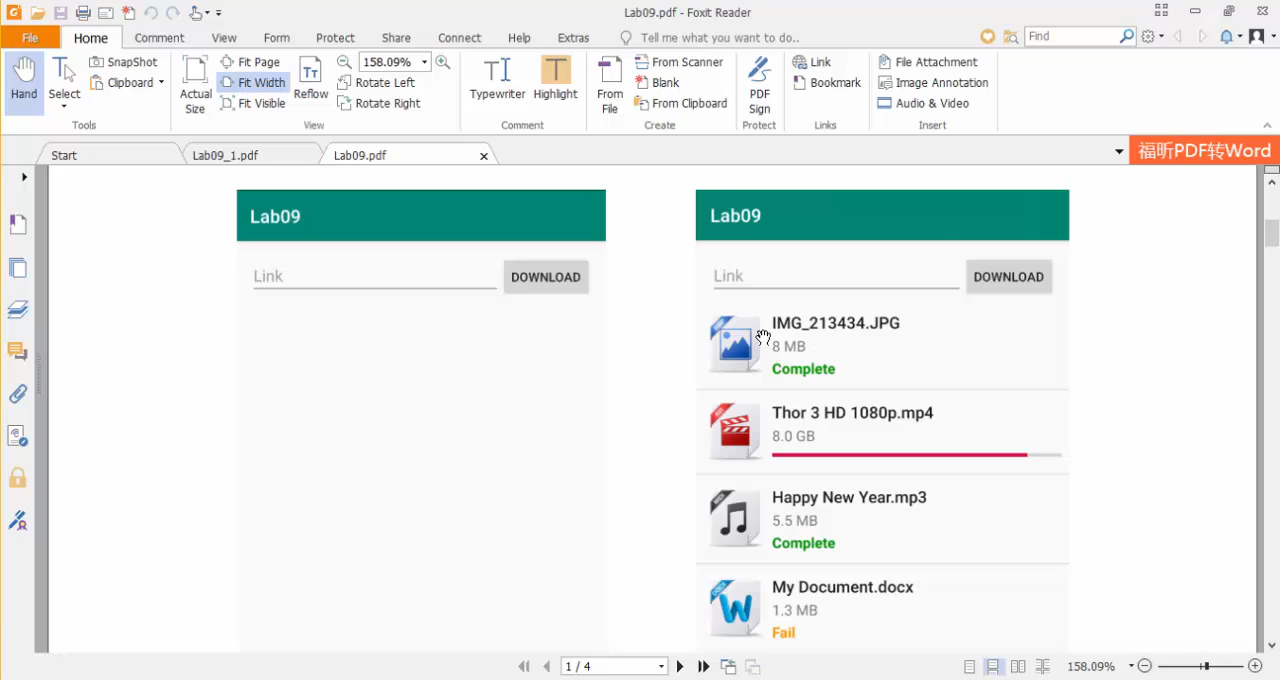 Lab09.pdf - Foxit Reader
File Home Comment View Form Protect Share Connect Help Extras Tell me what you want to do.. Find
Hand
Select
SnapShot
Clipboard
Tools
Actual Size
Fit Page
Fit Width
Fit Visible
Reflow
158.09%
Rotate Left
Rotate Right
View
Typewriter
Highlight
Comment
From File
From Scanner
Blank
From Clipboard
Create
PDF Sign
Protect
Link
Bookmark
Links
File Attachment
Image Annotation
Audio & Video
Insert
Start Lab09_1.pdf Lab09.pdf
福昕PDF转Word
Lab09
Link DOWNLOAD
Lab09
Link DOWNLOAD
IMG_213434.JPG
8 MB
Complete
Thor 3 HD 1080p.mp4
8.0 GB
Happy New Year.mp3
5.5 MB
Complete
My Document.docx
1.3 MB
Fail
1 / 4
158.09%